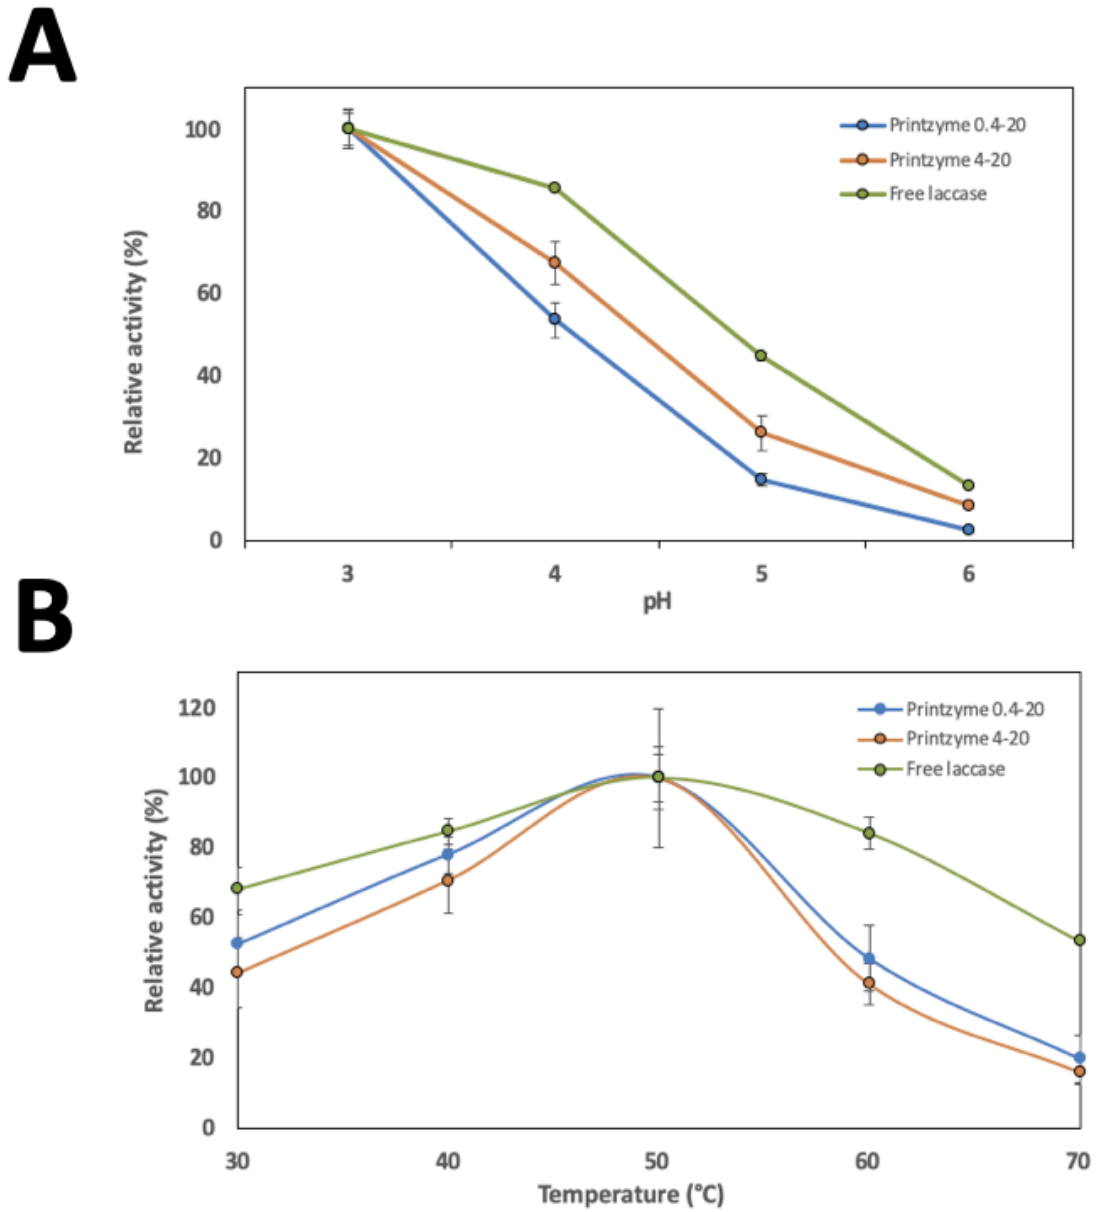 A
Relative activity (%)
100
80
60
40
20
0
Printzyme 0.4-20
Printzyme 4-20
Free laccase
3 4 5 6
pH
B
Relative activity (%)
120
100
80
60
40
20
0
Printzyme 0.4-20
Printzyme 4-20
Free laccase
30 40 50 60 70
Temperature (°C)